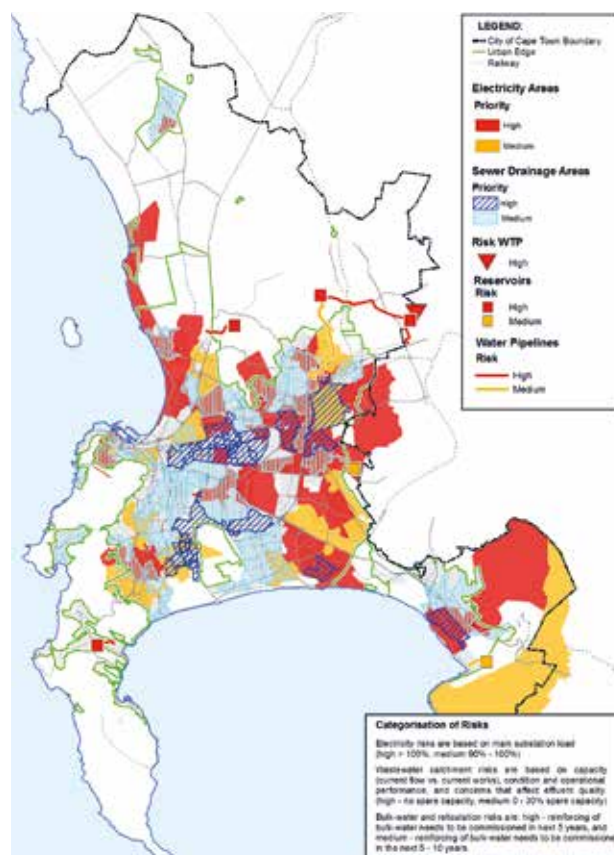 LEGEND:
City of Cape Town Boundary
Urban Edge
Railway
Electricity Areas
Priority
High
Medium
Sewer Drainage Areas
Priority
High
Medium
Risk WTP
High
Reservoirs
Risk
High
Medium
Water Pipelines
Risk
High
Medium
Categorisation of Risks
Electricity risks are based on main substation load
(high > 100%, medium 90% - 100%)
Wastewater catchment risks are based on capacity
(current flow vs. current works), condition and operational
performance, and concerns that affect effluent quality.
(high - no spare capacity, medium 0 - 30% spare capacity)
Bulk-water and reticulation risks are: high - reinforcing of
bulk-water needs to be commissioned in next 5 years, and
medium - reinforcing of bulk-water needs to be commissione
in the next 5 - 10 years.